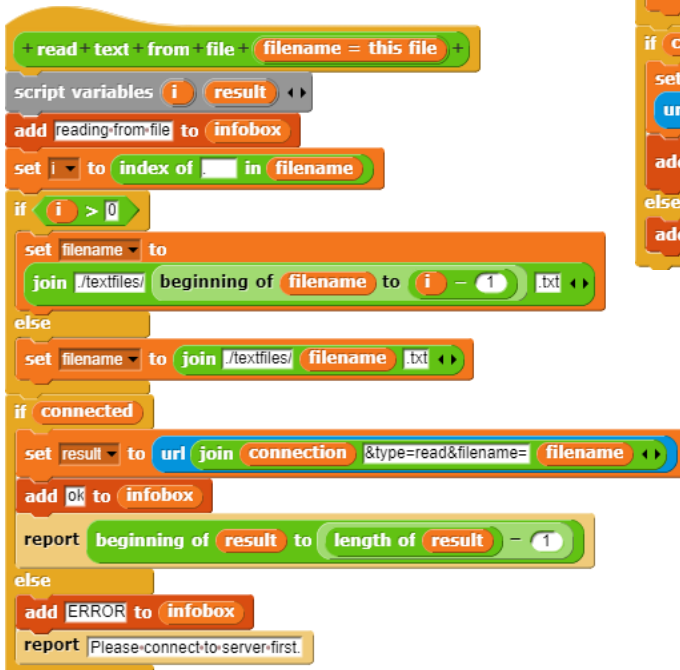 + read + text + from + file + filename = this file +
script variables i result
add reading from file to infobox
set i to index of . in filename
if i > 0
set filename to
join ./textfiles/ beginning of filename to i - 1 .txt
else
set filename to join ./textfiles/ filename .txt
if connected
set result to url join connection &type=read&filename= filename
add ok to infobox
report beginning of result to length of result - 1
else
add ERROR to infobox
report Please connect to server first.
if
set
else